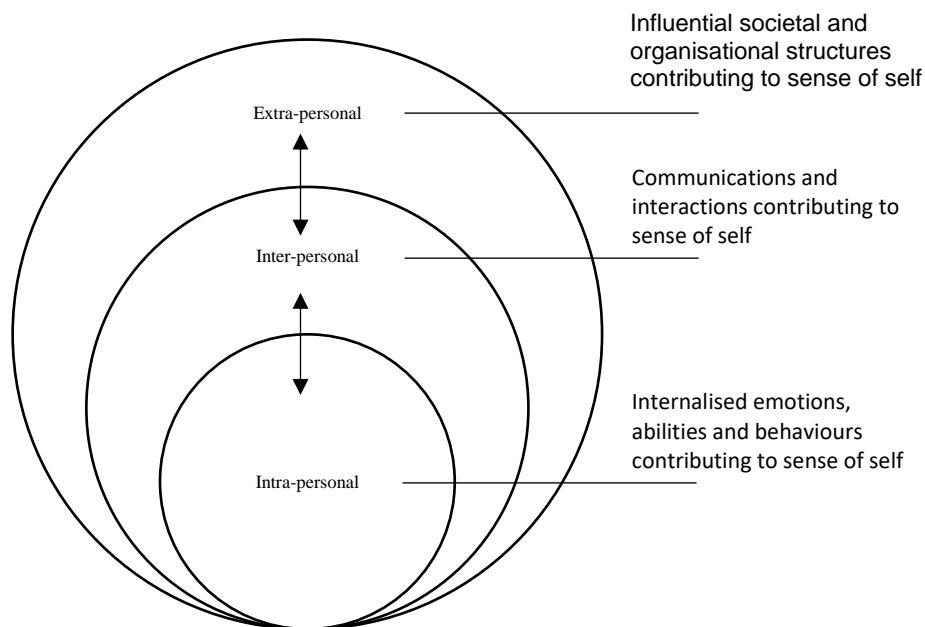 Influential societal and
organisational structures
contributing to sense of self
Extra-personal
Communications and
interactions contributing to
sense of self
Inter-personal
Internalised emotions,
abilities and behaviours
contributing to sense of self
Intra-personal